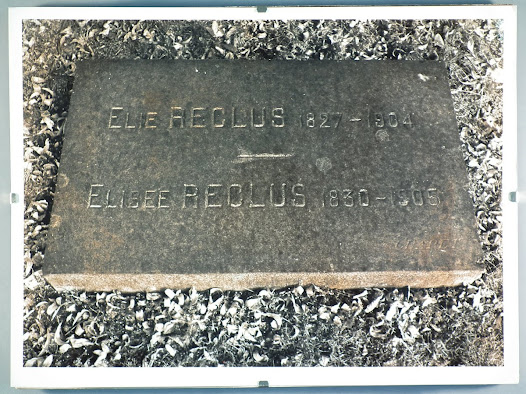 ELIE RECLUS 1827-1904
ELISEE RECLUS 1830-1905